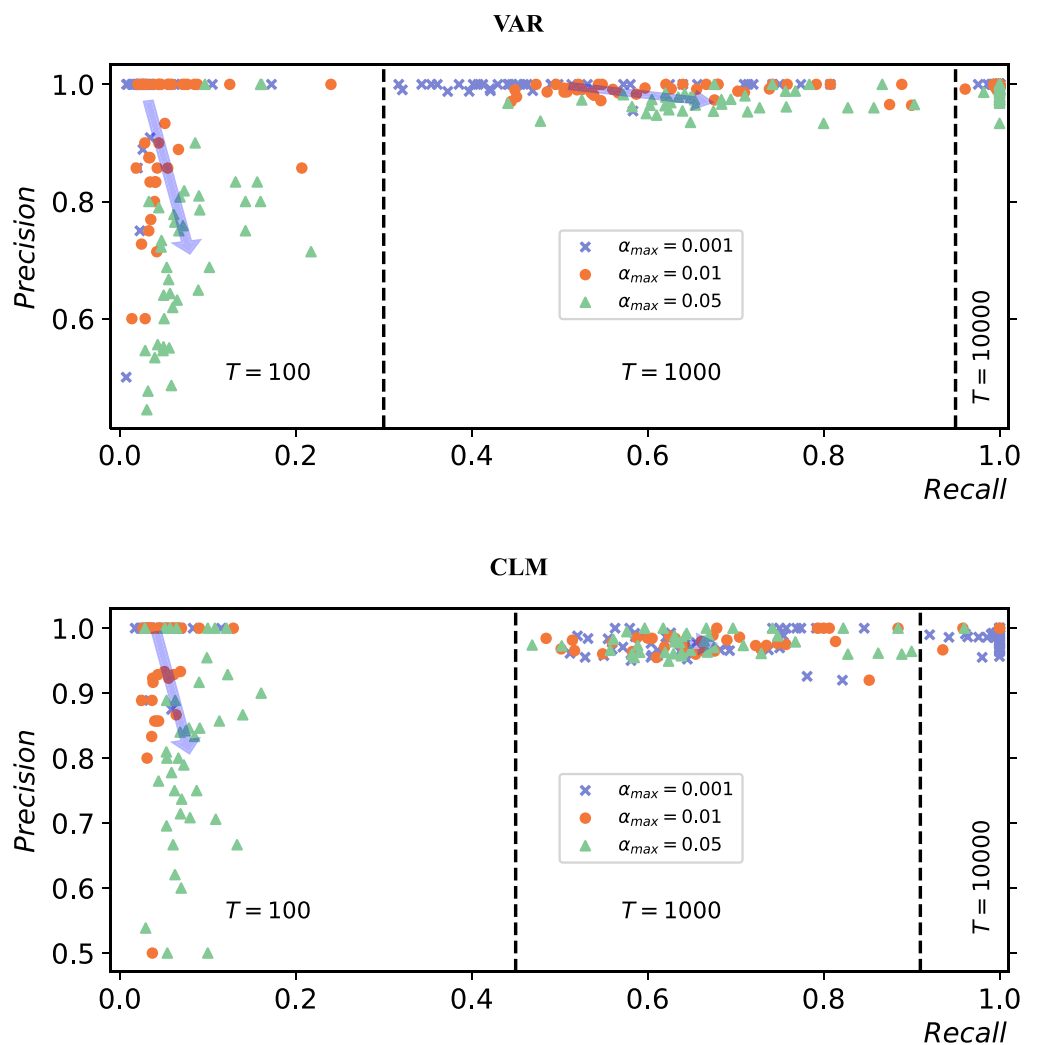 VAR
1.0
0.8
0.6
Precision
α_max = 0.001
α_max = 0.01
α_max = 0.05
T = 100
T = 1000
T = 10000
0.0 0.2 0.4 0.6 0.8 1.0
Recall
CLM
1.0
0.9
0.8
0.7
0.6
0.5
Precision
α_max = 0.001
α_max = 0.01
α_max = 0.05
T = 100
T = 1000
T = 10000
0.0 0.2 0.4 0.6 0.8 1.0
Recall